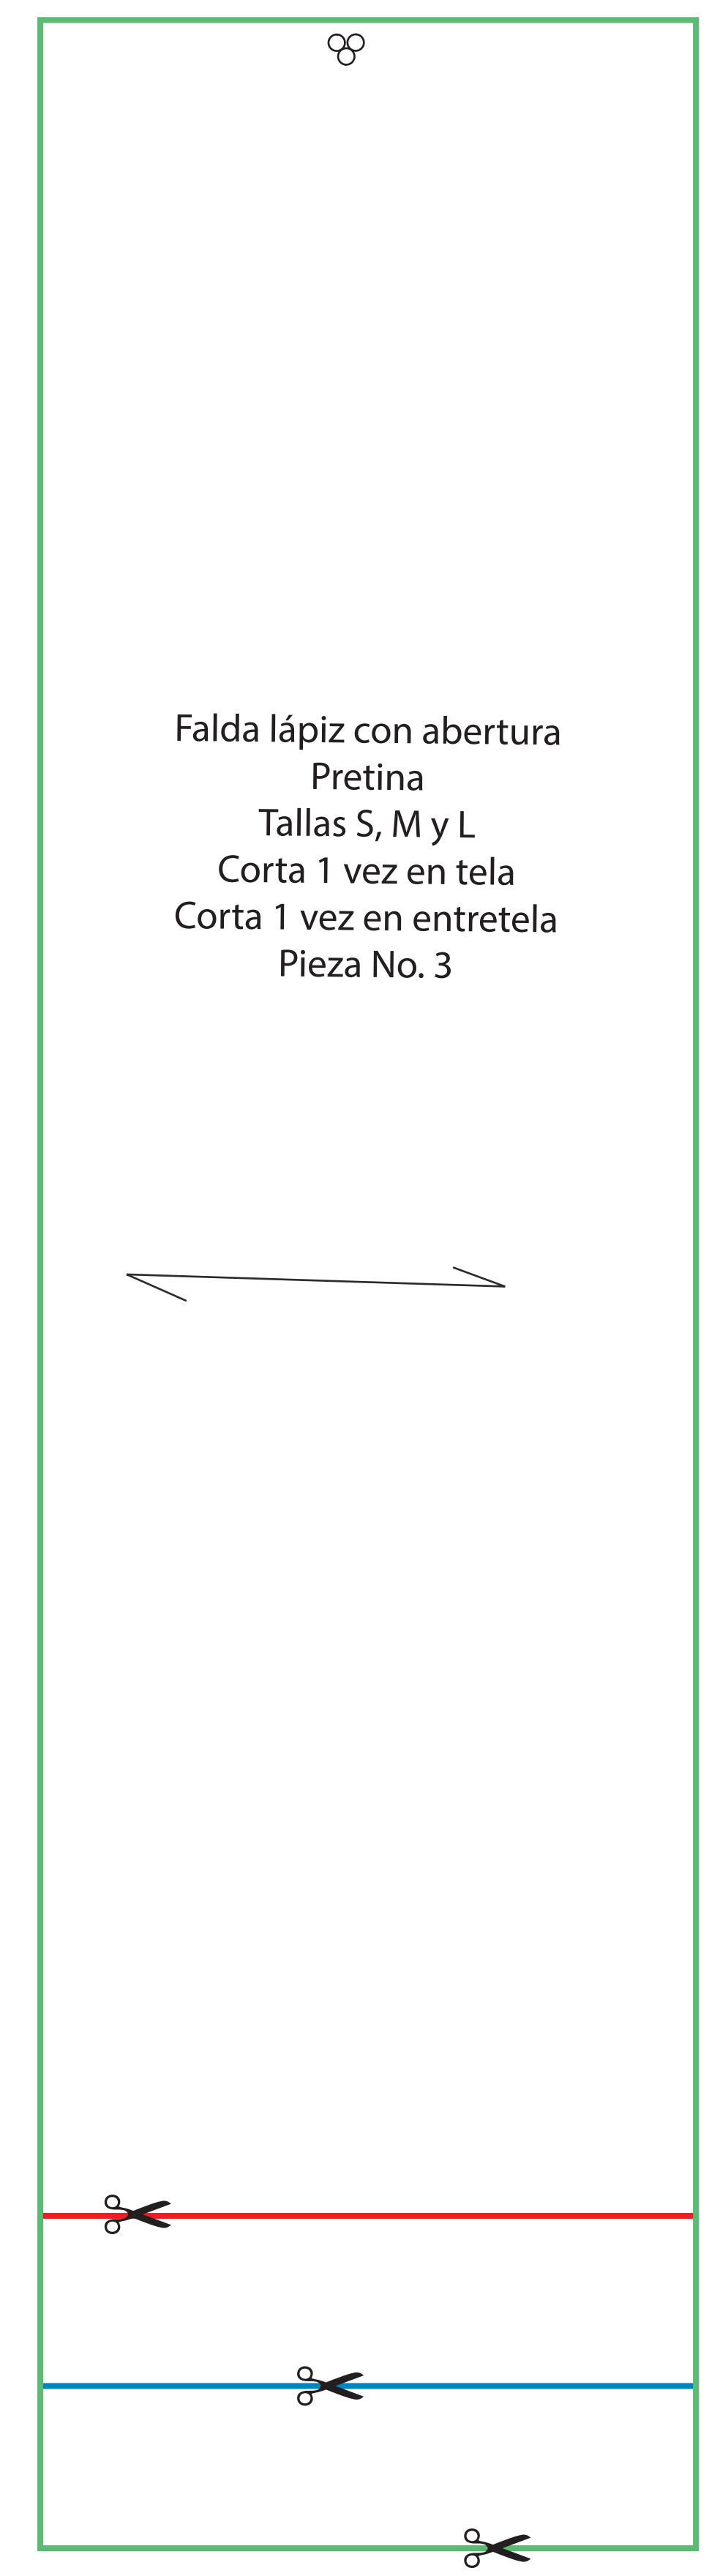 Falda lápiz con abertura
Pretina
Tallas S, M y L
Corta 1 vez en tela
Corta 1 vez en entretela
Pieza No. 3